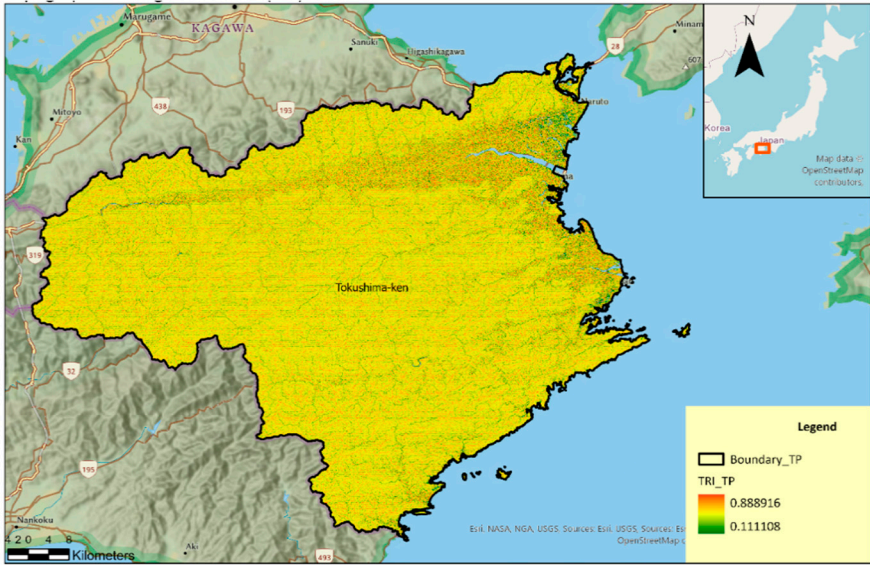 Marugame
KAGAWA
Sanuki
Higashikagawa
28
Minam
607
N
Mitoyo
438
193
Kan
Naruto
Korea
Japan
Map data ©
OpenStreetMap
contributors,
319
Tokushima-ken
32
195
Nankoku
Aki
493
4 2 0 4 8
Kilometers
Esri, NASA, NGA, USGS, Sources: Esri, USGS, Sources: Es
OpenStreetMap c
Legend
Boundary_TP
TRI_TP
0.888916
0.111108